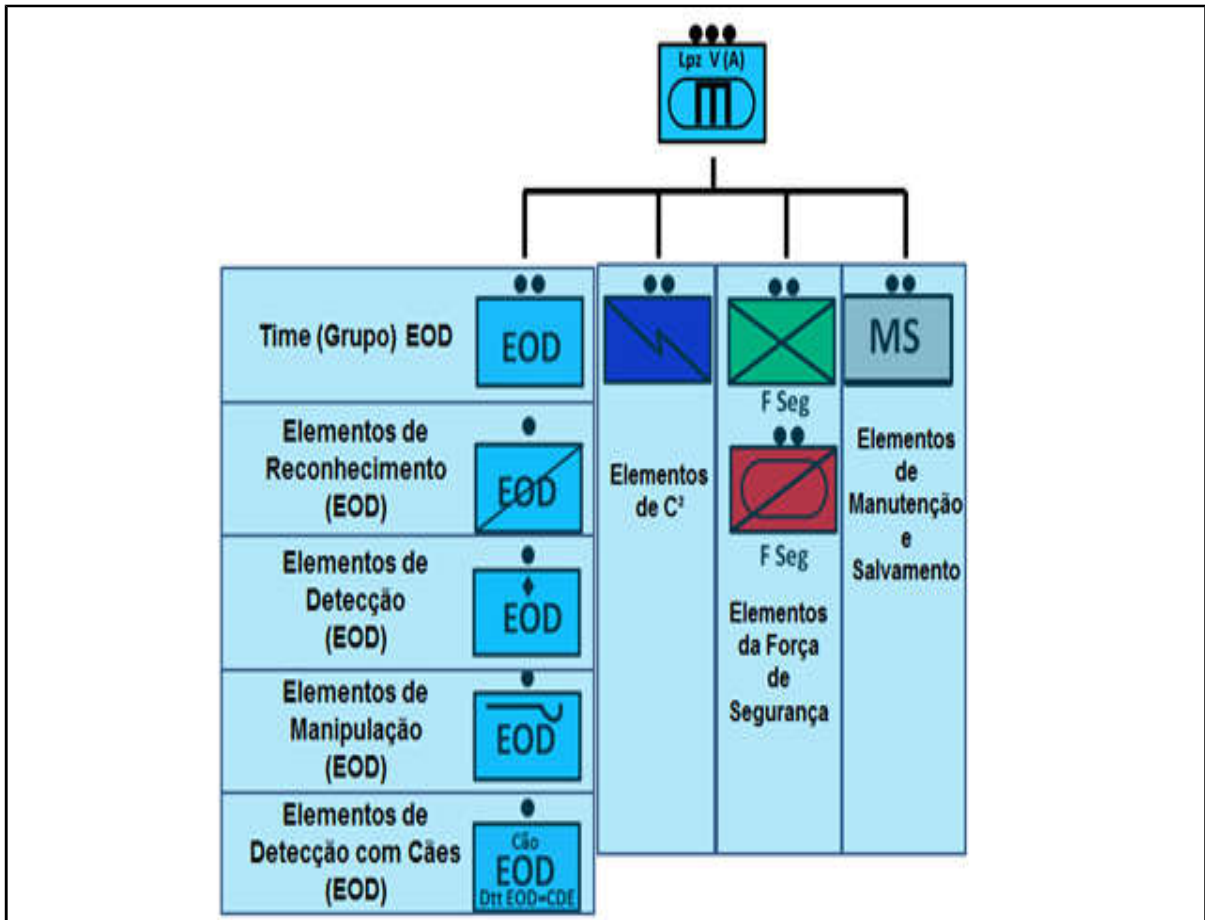 Lpz V (A)
Time (Grupo) EOD
EOD
Elementos de
Reconhecimento
(EOD)
EOD
Elementos de
Detecção
(EOD)
EOD
Elementos de
Manipulação
(EOD)
EOD
Elementos de
Detecção com Cães
(EOD)
Cão
EOD
Dtt EOD=CDE
Elementos
de C²
F Seg
F Seg
Elementos
da Força
de
Segurança
MS
Elementos
de
Manutenção
e
Salvamento